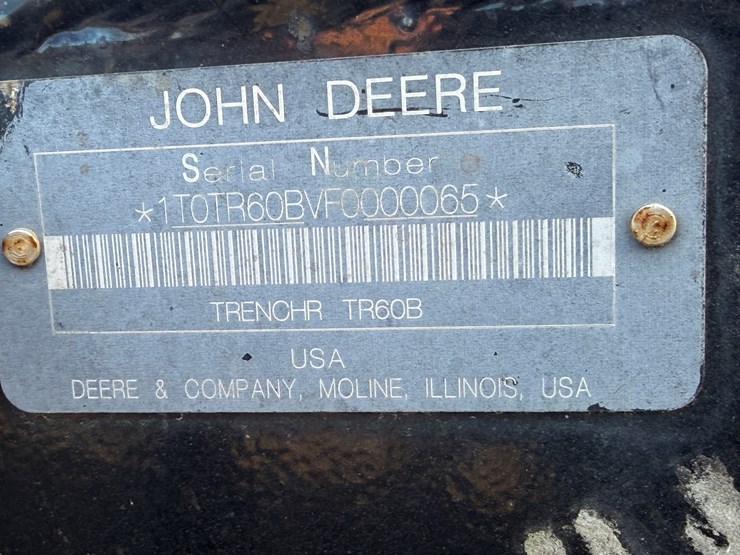 JOHN DEERE
Serial Number
*1T0TR60BVF0000065*
TRENCHR TR60B
USA
DEERE & COMPANY, MOLINE, ILLINOIS, USA